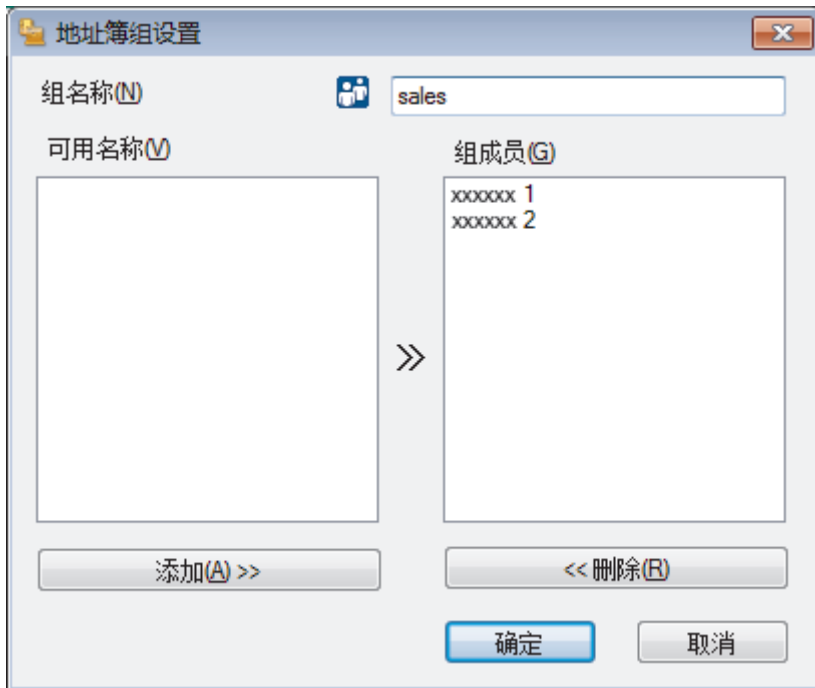 地址簿组设置
组名称(N)
sales
可用名称(V)
组成员(G)
xxxxxx 1
xxxxxx 2
添加(A) >>
<< 删除(R)
确定
取消